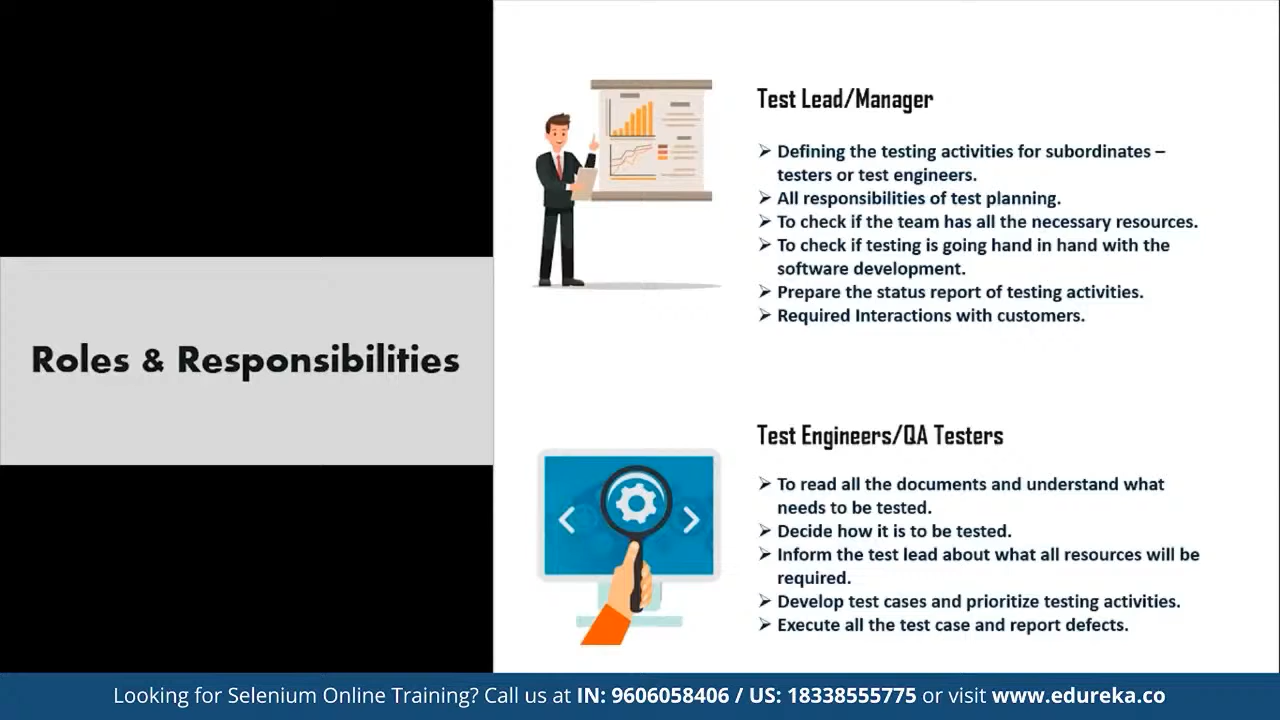 Roles & Responsibilities
Test Lead/Manager
➢ Defining the testing activities for subordinates –
testers or test engineers.
➢ All responsibilities of test planning.
➢ To check if the team has all the necessary resources.
➢ To check if testing is going hand in hand with the
software development.
➢ Prepare the status report of testing activities.
➢ Required Interactions with customers.
Test Engineers/QA Testers
➢ To read all the documents and understand what
needs to be tested.
➢ Decide how it is to be tested.
➢ Inform the test lead about what all resources will be
required.
➢ Develop test cases and prioritize testing activities.
➢ Execute all the test case and report defects.
Looking for Selenium Online Training? Call us at IN: 9606058406 / US: 18338555775 or visit www.edureka.co